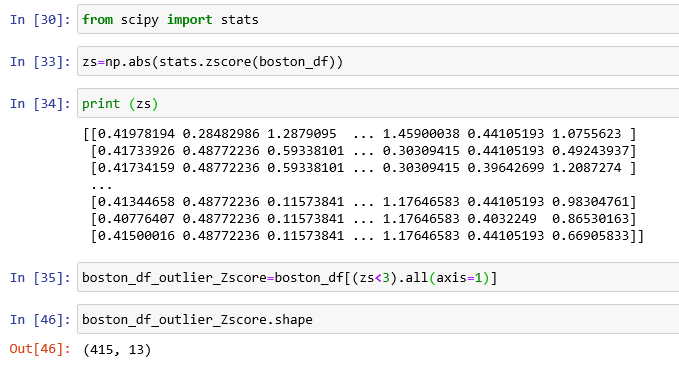 In [30]: from scipy import stats
In [33]: zs=np.abs(stats.zscore(boston_df))
In [34]: print (zs)
[[0.41978194 0.28482986 1.2879095  ... 1.45900038 0.44105193 1.0755623 ]
 [0.41733926 0.48772236 0.59338101 ... 0.30309415 0.44105193 0.49243937]
 [0.41734159 0.48772236 0.59338101 ... 0.30309415 0.39642699 1.2087274 ]
 ...
 [0.41344658 0.48772236 0.11573841 ... 1.17646583 0.44105193 0.98304761]
 [0.40776407 0.48772236 0.11573841 ... 1.17646583 0.4032249  0.86530163]
 [0.41500016 0.48772236 0.11573841 ... 1.17646583 0.44105193 0.66905833]]
In [35]: boston_df_outlier_Zscore=boston_df[(zs<3).all(axis=1)]
In [46]: boston_df_outlier_Zscore.shape
Out[46]: (415, 13)